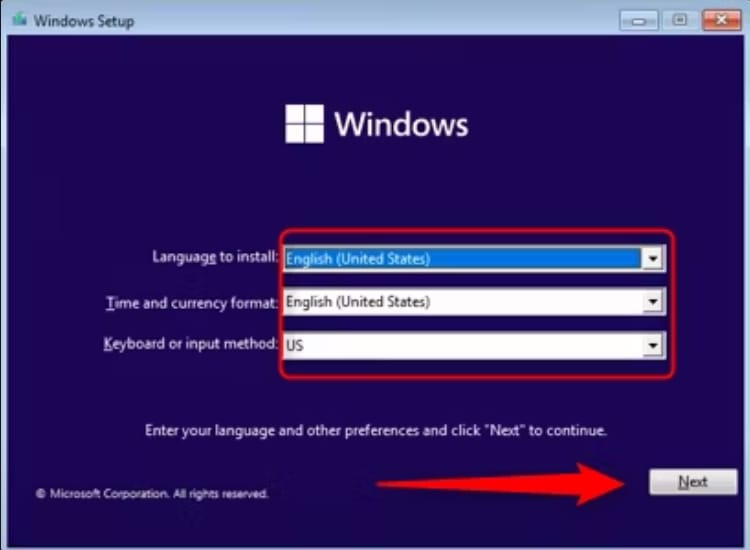 Windows Setup
Windows
Language to install: English (United States)
Time and currency format: English (United States)
Keyboard or input method: US
Enter your language and other preferences and click "Next" to continue.
© Microsoft Corporation. All rights reserved.
Next